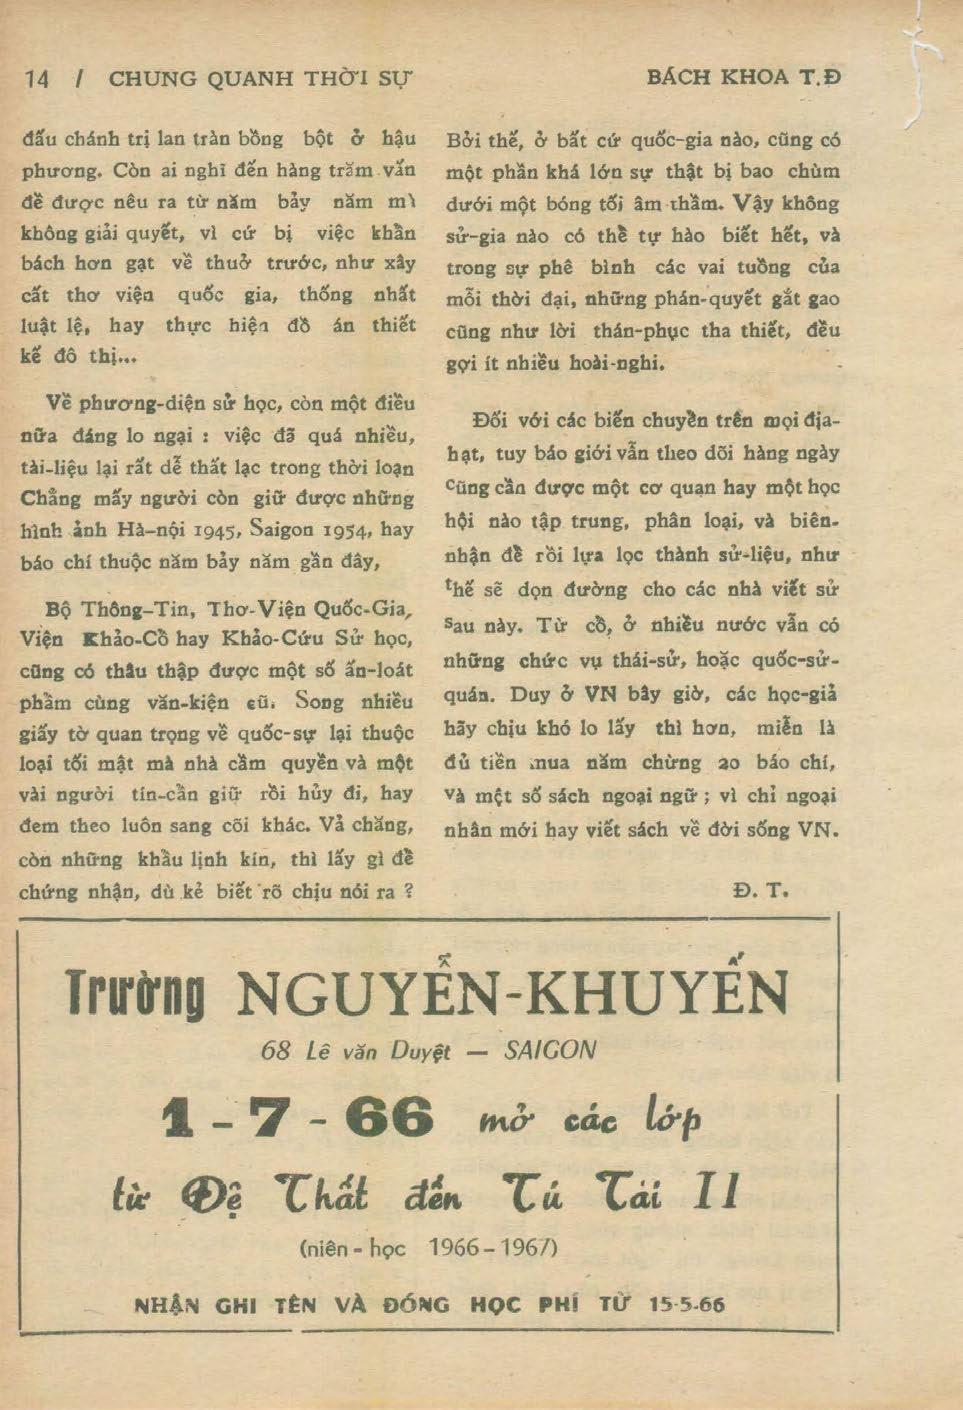 14 / CHUNG QUANH THỜI SỰ
BÁCH KHOA T.Đ
đấu chánh trị lan tràn bồng bột ở hậu
phương. Còn ai nghĩ đến hàng trăm vấn
đề được nêu ra từ năm bảy năm mà
không giải quyết, vì cứ bị việc khẩn
bách hơn gạt về thuở trước, như xây
cất thơ viện quốc gia, thống nhất
luật lệ, hay thực hiện đồ án thiết
kế đô thị...
Về phương-diện sử học, còn một điều
nữa đáng lo ngại : việc đã quá nhiều,
tài-liệu lại rất dễ thất lạc trong thời loạn
Chẳng mấy người còn giữ được những
hình ảnh Hà-nội 1945, Saigon 1954, hay
báo chí thuộc năm bảy năm gần đây,
Bộ Thông-Tin, Thơ-Viện Quốc-Gia,
Viện Khảo-Cổ hay Khảo-Cứu Sử học,
cũng có thâu thập được một số ấn-loát
phẩm cùng văn-kiện cũ. Song nhiều
giấy tờ quan trọng về quốc-sự lại thuộc
loại tối mật mà nhà cầm quyền và một
vài người tín-cẩn giữ rồi hủy đi, hay
đem theo luôn sang cõi khác. Vả chăng,
còn những khẩu lịnh kín, thì lấy gì để
chứng nhận, dù kẻ biết rõ chịu nói ra ?
Bởi thế, ở bất cứ quốc-gia nào, cũng có
một phần khá lớn sự thật bị bao chùm
dưới một bóng tối âm thầm. Vậy không
sử-gia nào có thể tự hào biết hết, và
trong sự phê bình các vai tuồng của
mỗi thời đại, những phán-quyết gắt gao
cũng như lời thán-phục tha thiết, đều
gợi ít nhiều hoài-nghi.
Đối với các biến chuyển trên mọi địa-
hạt, tuy báo giới vẫn theo dõi hàng ngày
cũng cần được một cơ quan hay một học
hội nào tập trung, phân loại, và biên-
nhận để rồi lựa lọc thành sử-liệu, như
thế sẽ dọn đường cho các nhà viết sử
sau này. Từ cổ, ở nhiều nước vẫn có
những chức vụ thái-sử, hoặc quốc-sử-
quán. Duy ở VN bây giờ, các học-giả
hãy chịu khó lo lấy thì hơn, miễn là
đủ tiền mua năm chừng 20 báo chí,
và một số sách ngoại ngữ ; vì chỉ ngoại
nhân mới hay viết sách về đời sống VN.
Đ. T.
Trường NGUYỄN-KHUYẾN
68 Lê văn Duyệt — SAIGON
1 - 7 - 66 mở các lớp
từ Đệ Thất đến Tú Tài II
(niên - học 1966 - 1967)
NHẬN GHI TÊN VÀ ĐÓNG HỌC PHÍ TỪ 15-5-66